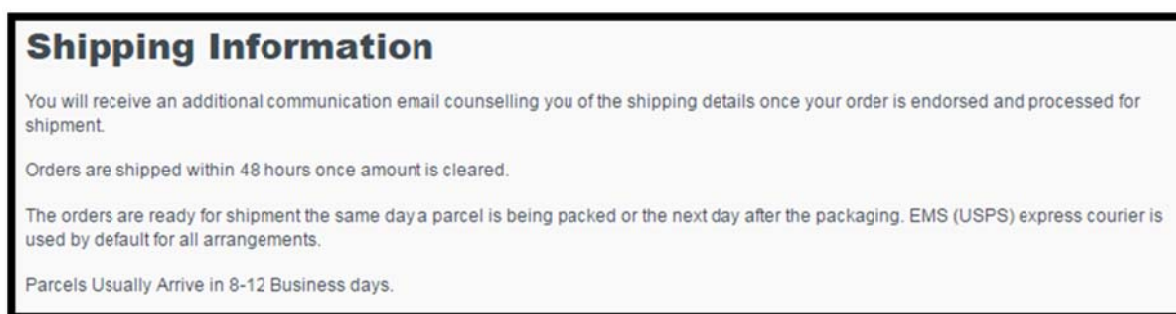 Shipping Information
You will receive an additional communication email counselling you of the shipping details once your order is endorsed and processed for
shipment.
Orders are shipped within 48 hours once amount is cleared.
The orders are ready for shipment the same day a parcel is being packed or the next day after the packaging. EMS (USPS) express courier is
used by default for all arrangements.
Parcels Usually Arrive in 8-12 Business days.